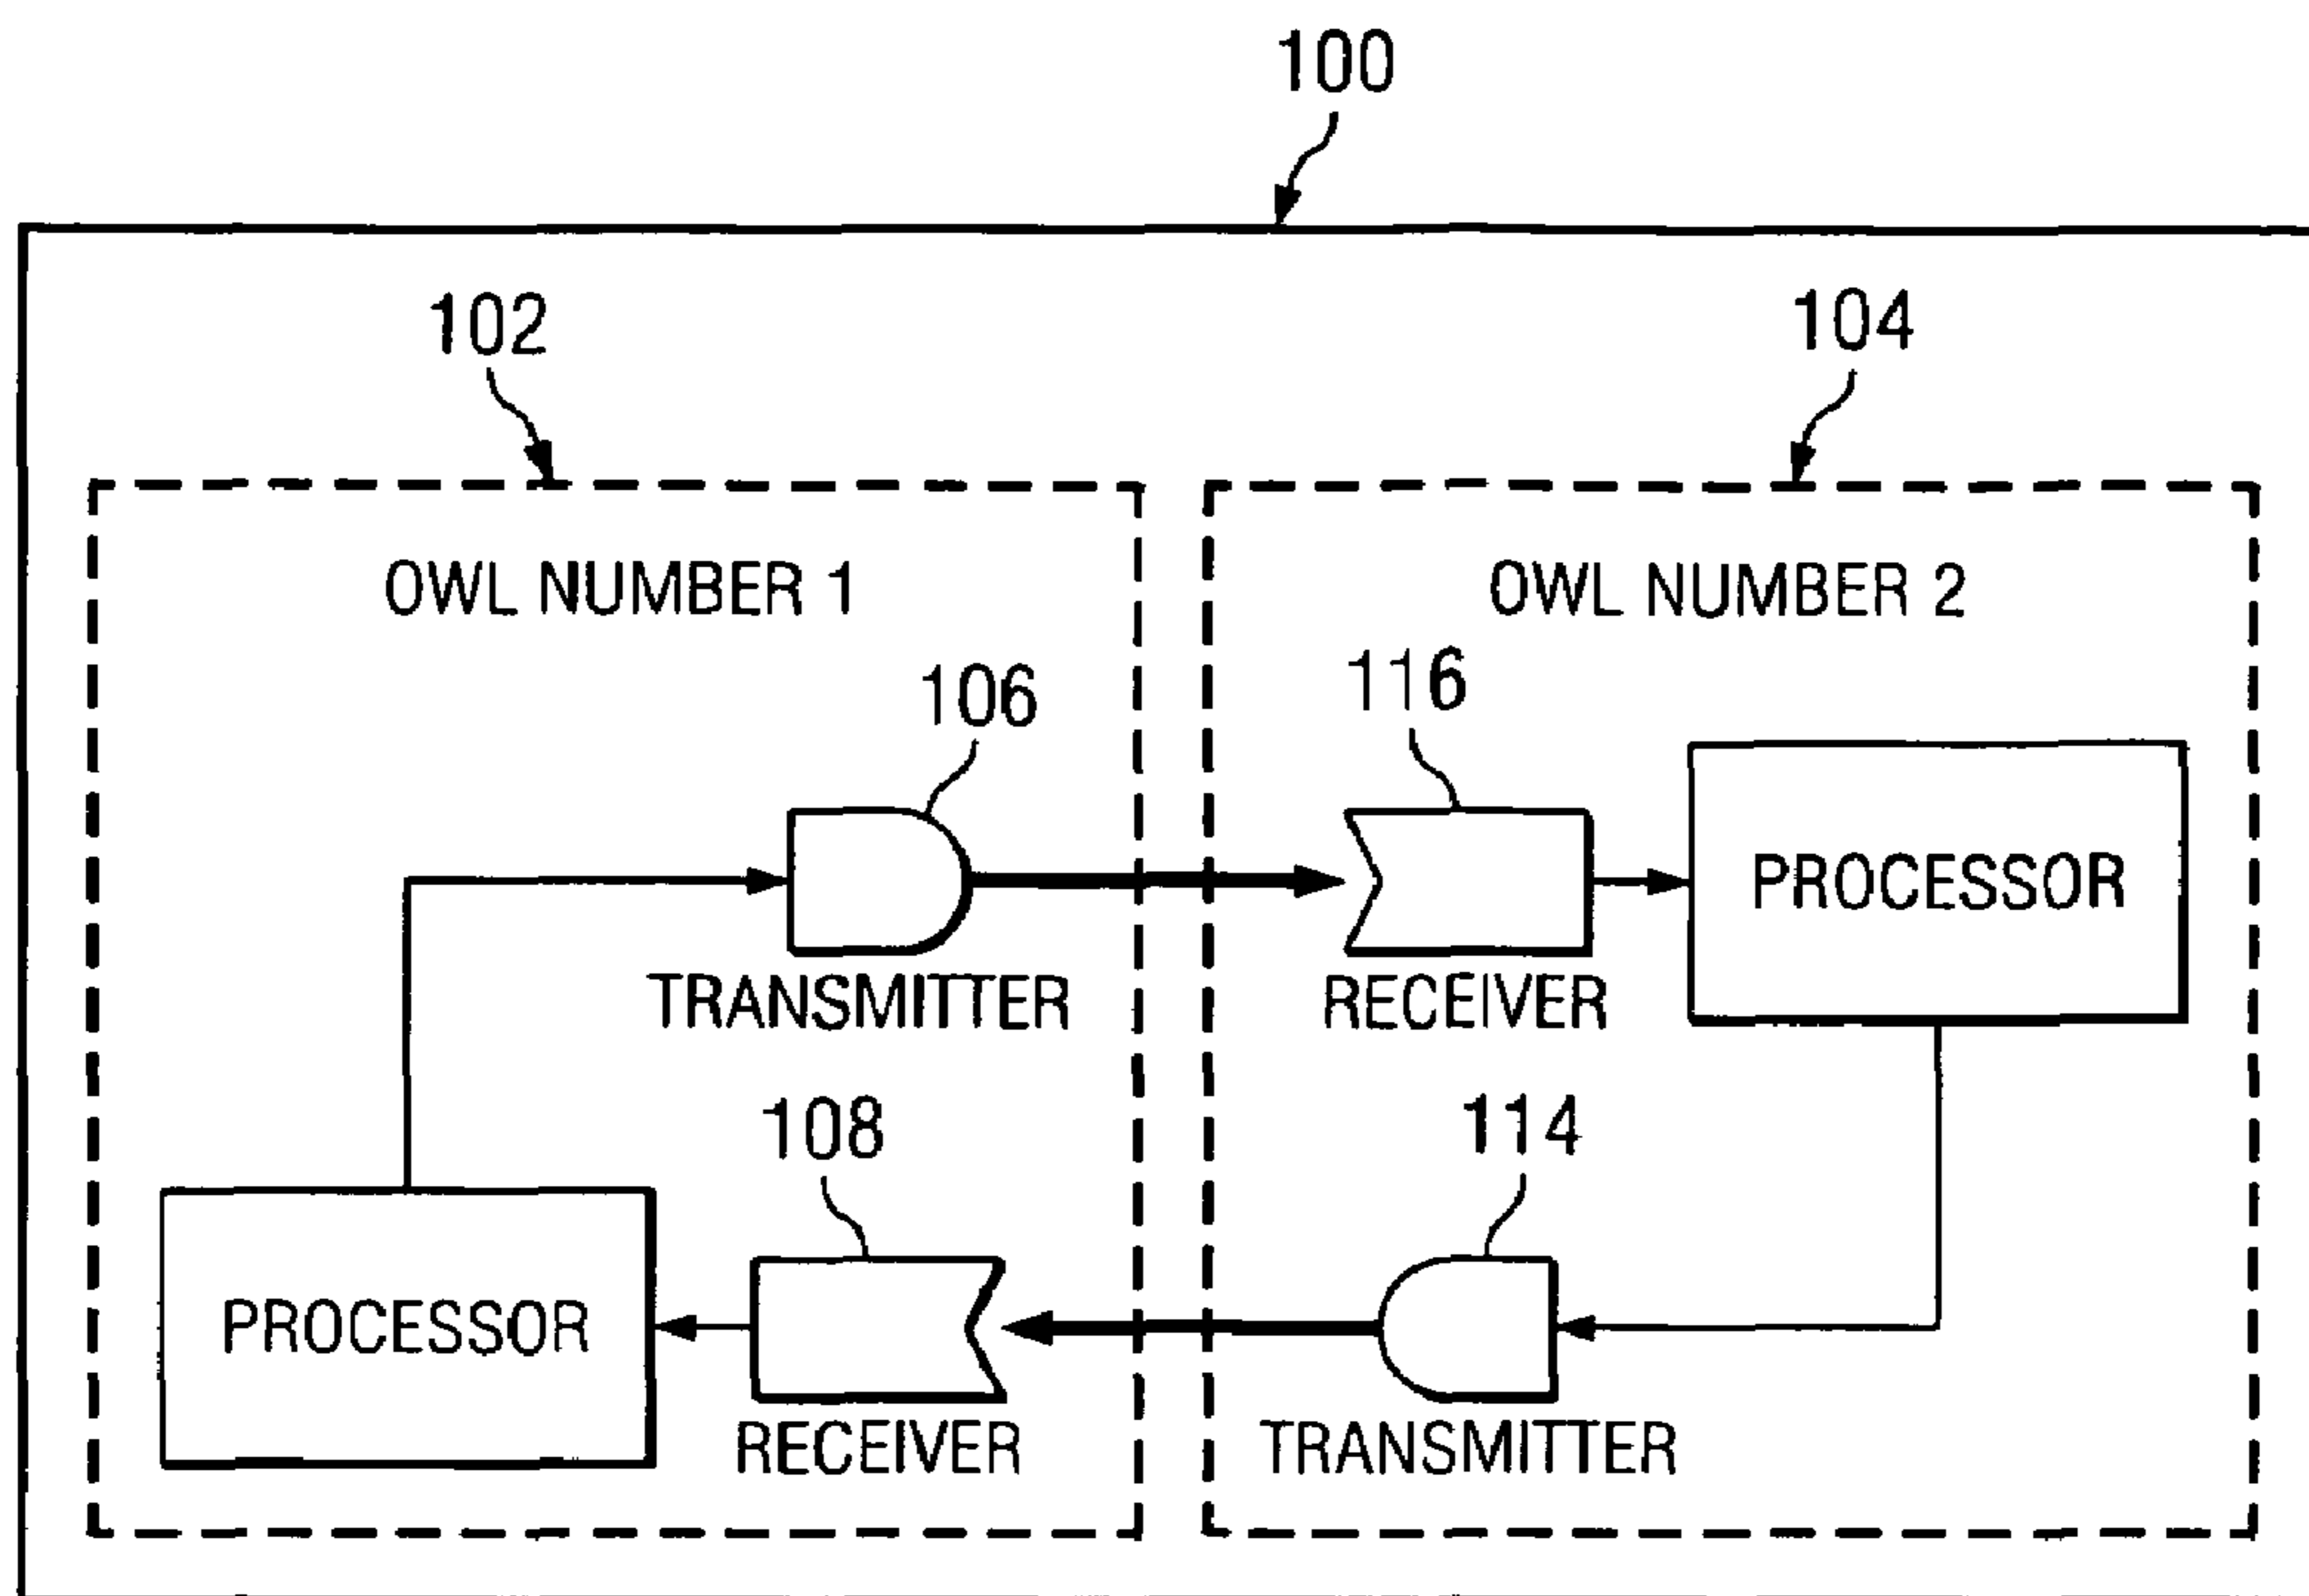 100
102
104
OWL NUMBER 1
OWL NUMBER 2
106
116
PROCESSOR
TRANSMITTER
RECEIVER
108
114
PROCESSOR
RECEIVER
TRANSMITTER